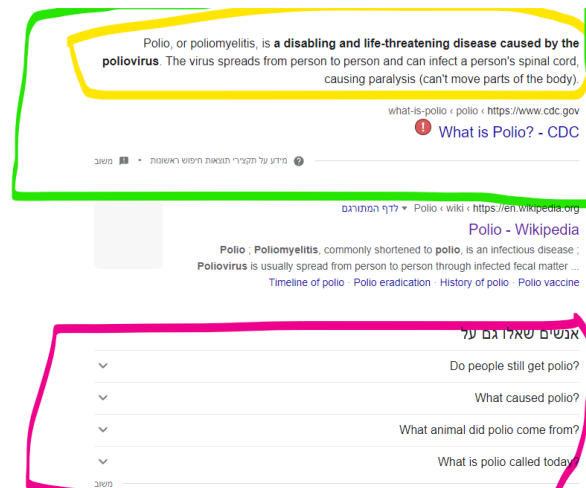 Polio, or poliomyelitis, is a disabling and life-threatening disease caused by the
poliovirus. The virus spreads from person to person and can infect a person's spinal cord,
causing paralysis (can't move parts of the body).
what-is-polio ‹ polio ‹ https://www.cdc.gov
What is Polio? - CDC
מידע על תקצירי תוצאות חיפוש ראשונות • משוב
לדף המתורגם ▾ Polio ‹ wiki ‹ https://en.wikipedia.org
Polio - Wikipedia
Polio ; Poliomyelitis, commonly shortened to polio, is an infectious disease ;
Poliovirus is usually spread from person to person through infected fecal matter ...
Timeline of polio · Polio eradication · History of polio · Polio vaccine
אנשים שאלו גם על
Do people still get polio?
What caused polio?
What animal did polio come from?
What is polio called today?
משוב